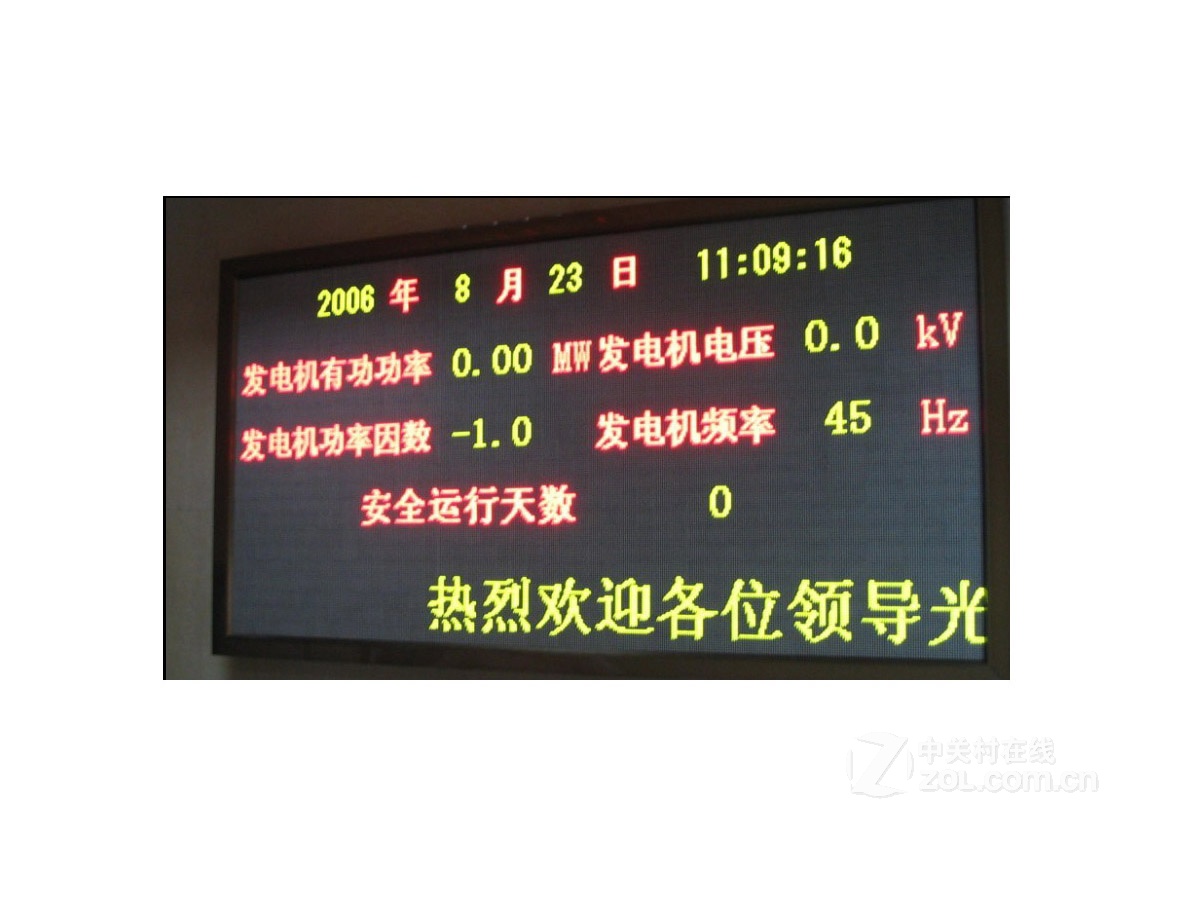 2006 年 8 月 23 日 11:09:16
发电机有功功率 0.00 MW 发电机电压 0.0 kV
发电机功率因数 -1.0 发电机频率 45 Hz
安全运行天数 0
热烈欢迎各位领导光
中关村在线
ZOL.com.cn